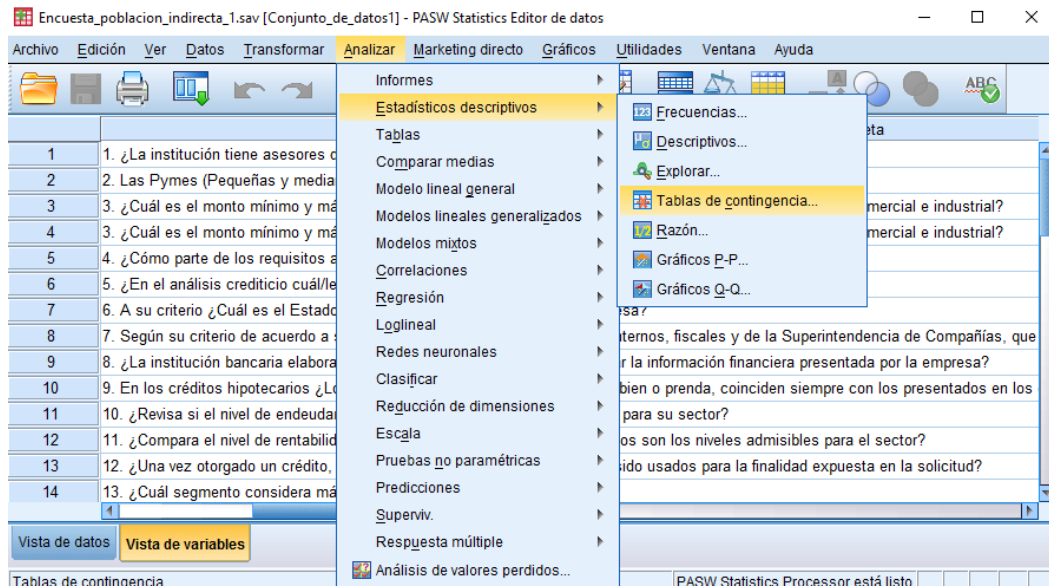 Encuesta_poblacion_indirecta_1.sav [Conjunto_de_datos1] - PASW Statistics Editor de datos
Archivo Edición Ver Datos Transformar Analizar Marketing directo Gráficos Utilidades Ventana Ayuda
ABC
Informes
Estadísticos descriptivos
Tablas
Comparar medias
Modelo lineal general
Modelos lineales generalizados
Modelos mixtos
Correlaciones
Regresión
Loglineal
Redes neuronales
Clasificar
Reducción de dimensiones
Escala
Pruebas no paramétricas
Predicciones
Superviv.
Respuesta múltiple
Análisis de valores perdidos...
123 Frecuencias...
Descriptivos...
Explorar...
Tablas de contingencia...
1/2 Razón...
Gráficos P-P...
Gráficos Q-Q...
eta
1 1. ¿La institución tiene asesores
2 2. Las Pymes (Pequeñas y media
3 3. ¿Cuál es el monto mínimo y má mercial e industrial?
4 3. ¿Cuál es el monto mínimo y má mercial e industrial?
5 4. ¿Cómo parte de los requisitos a
6 5. ¿En el análisis crediticio cuál/le
7 6. A su criterio ¿Cuál es el Estado esa?
8 7. Según su criterio de acuerdo a ternos, fiscales y de la Superintendencia de Compañías, que
9 8. ¿La institución bancaria elabora r la información financiera presentada por la empresa?
10 9. En los créditos hipotecarios ¿Lo bien o prenda, coinciden siempre con los presentados en los
11 10. ¿Revisa si el nivel de endeudar para su sector?
12 11. ¿Compara el nivel de rentabilid os son los niveles admisibles para el sector?
13 12. ¿Una vez otorgado un crédito, sido usados para la finalidad expuesta en la solicitud?
14 13. ¿Cuál segmento considera má
Vista de datos Vista de variables
Tablas de contingencia PASW Statistics Processor está listo